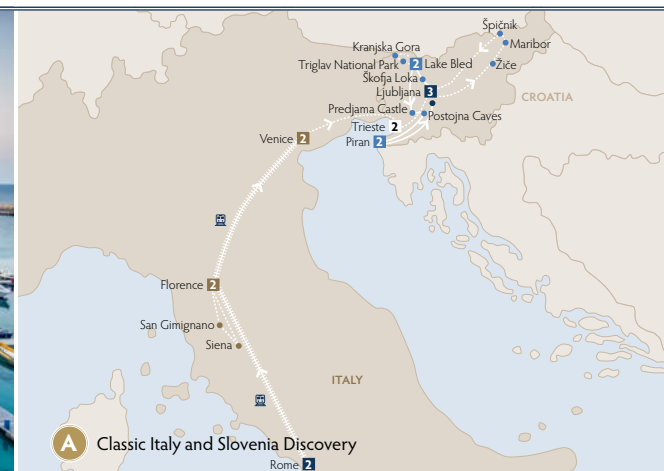 Špičnik
Maribor
Kranjska Gora
Triglav National Park 2 Lake Bled
Žiče
Škofja Loka
Ljubljana 3
CROATIA
Predjama Castle
Postojna Caves
Trieste 2
Venice 2
Piran 2
Florence 2
San Gimignano
Siena
ITALY
A Classic Italy and Slovenia Discovery
Rome 2